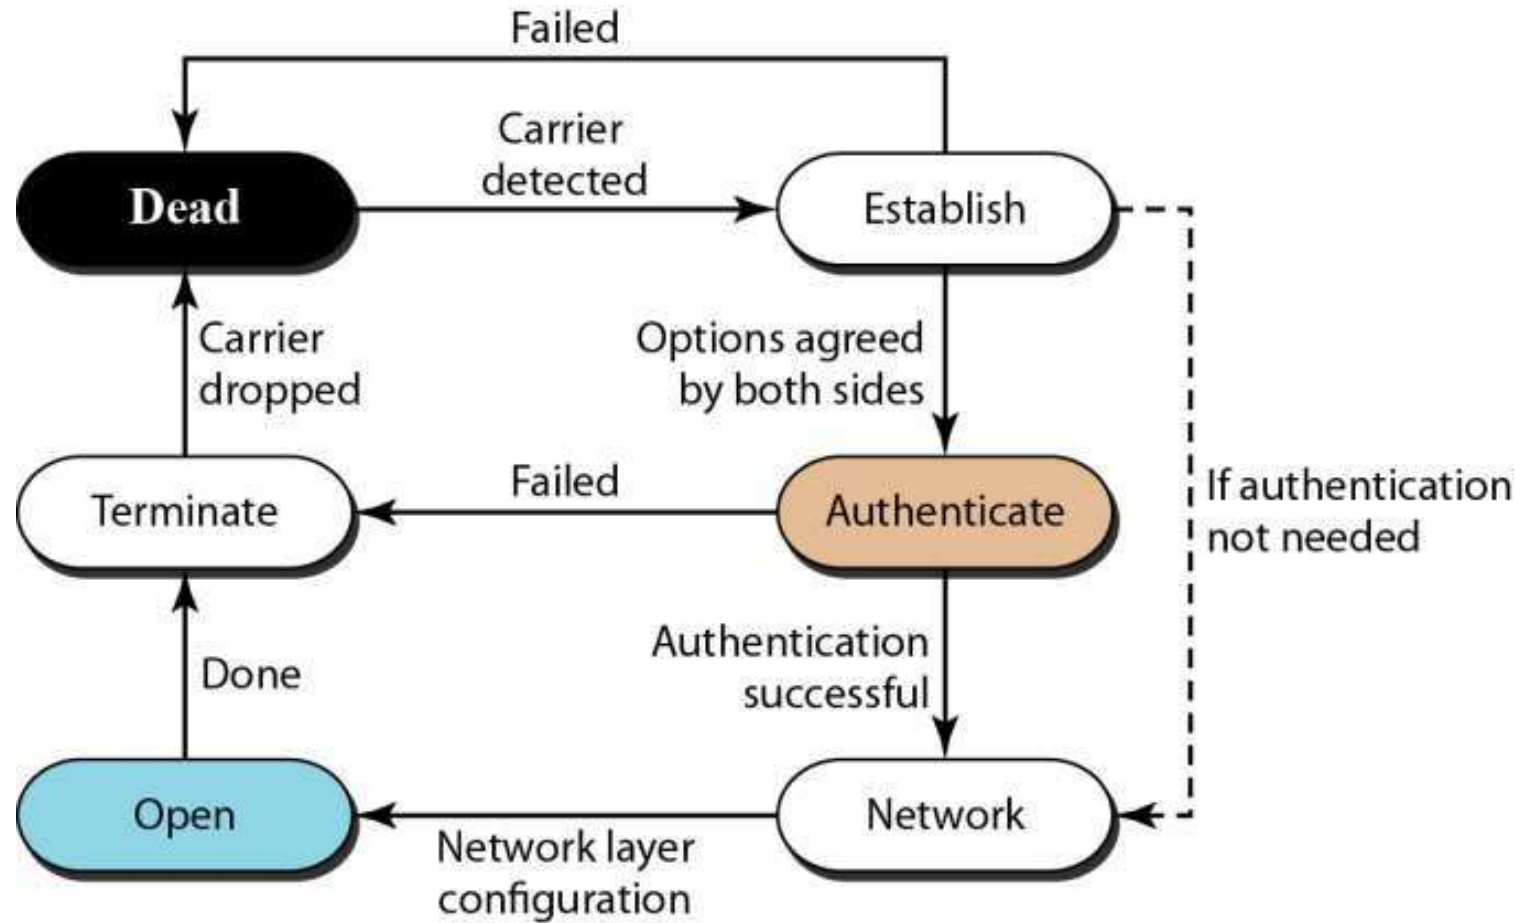 Failed
Carrier
detected
Dead
Establish
Carrier
dropped
Options agreed
by both sides
Terminate
Failed
Authenticate
If authentication
not needed
Done
Authentication
successful
Open
Network
Network layer
configuration